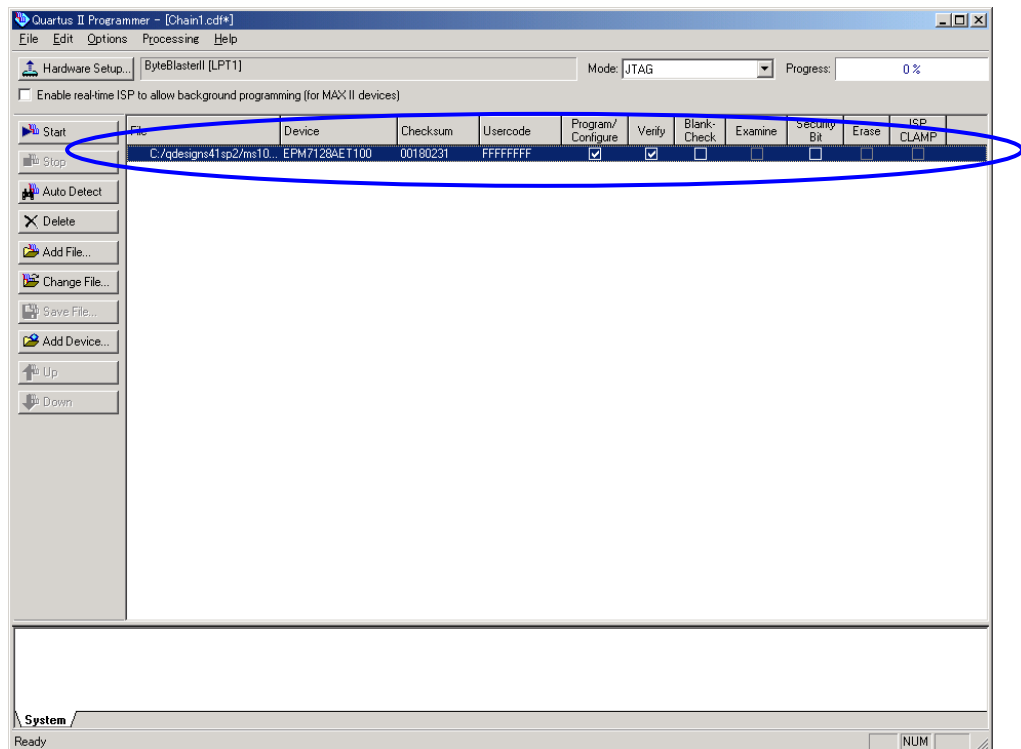 Quartus II Programmer - [Chain1.cdf*]
File Edit Options Processing Help
Hardware Setup... ByteBlasterII [LPT1] Mode: JTAG Progress: 0 %
Enable real-time ISP to allow background programming (for MAX II devices)
File Device Checksum Usercode Program/Configure Verify Blank-Check Examine Security Bit Erase ISP CLAMP
C:/qdesigns41sp2/ms10... EPM7128AET100 00180231 FFFFFFFF
Start
Stop
Auto Detect
Delete
Add File...
Change File...
Save File...
Add Device...
Up
Down
System
Ready NUM